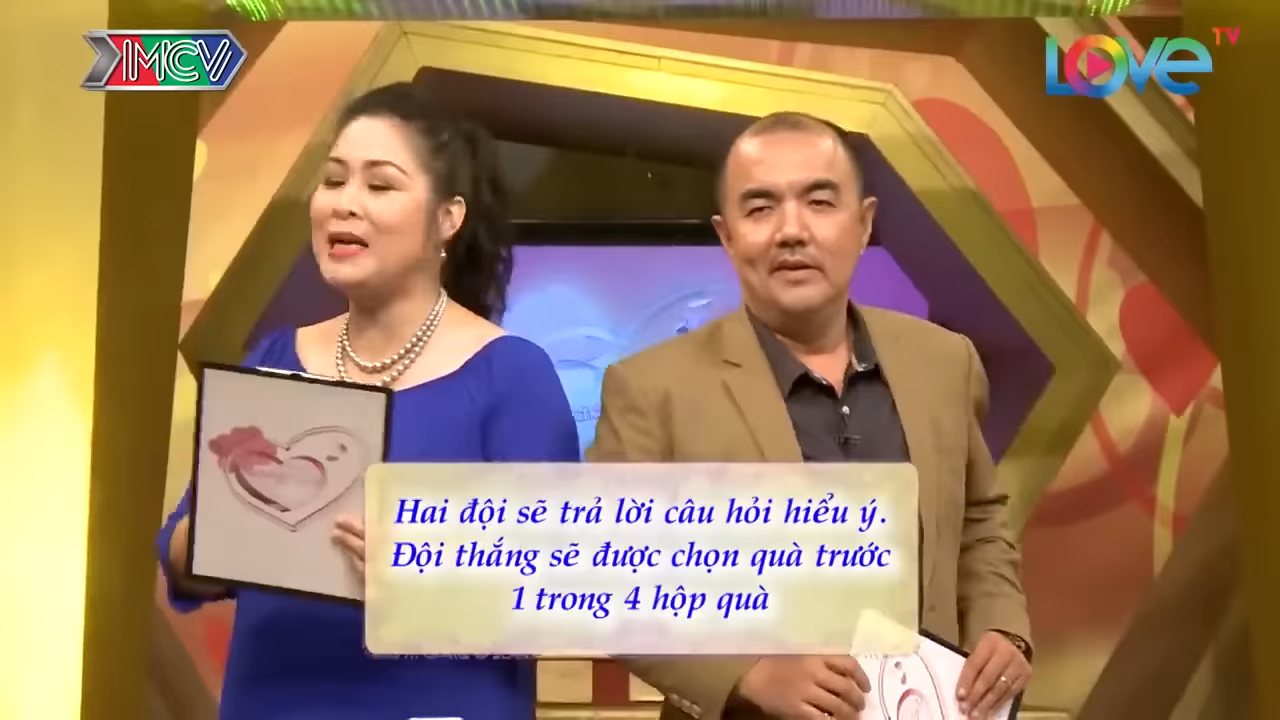 MCV
LOVE TV
Hai đội sẽ trả lời câu hỏi hiểu ý.
Đội thắng sẽ được chọn quà trước
1 trong 4 hộp quà